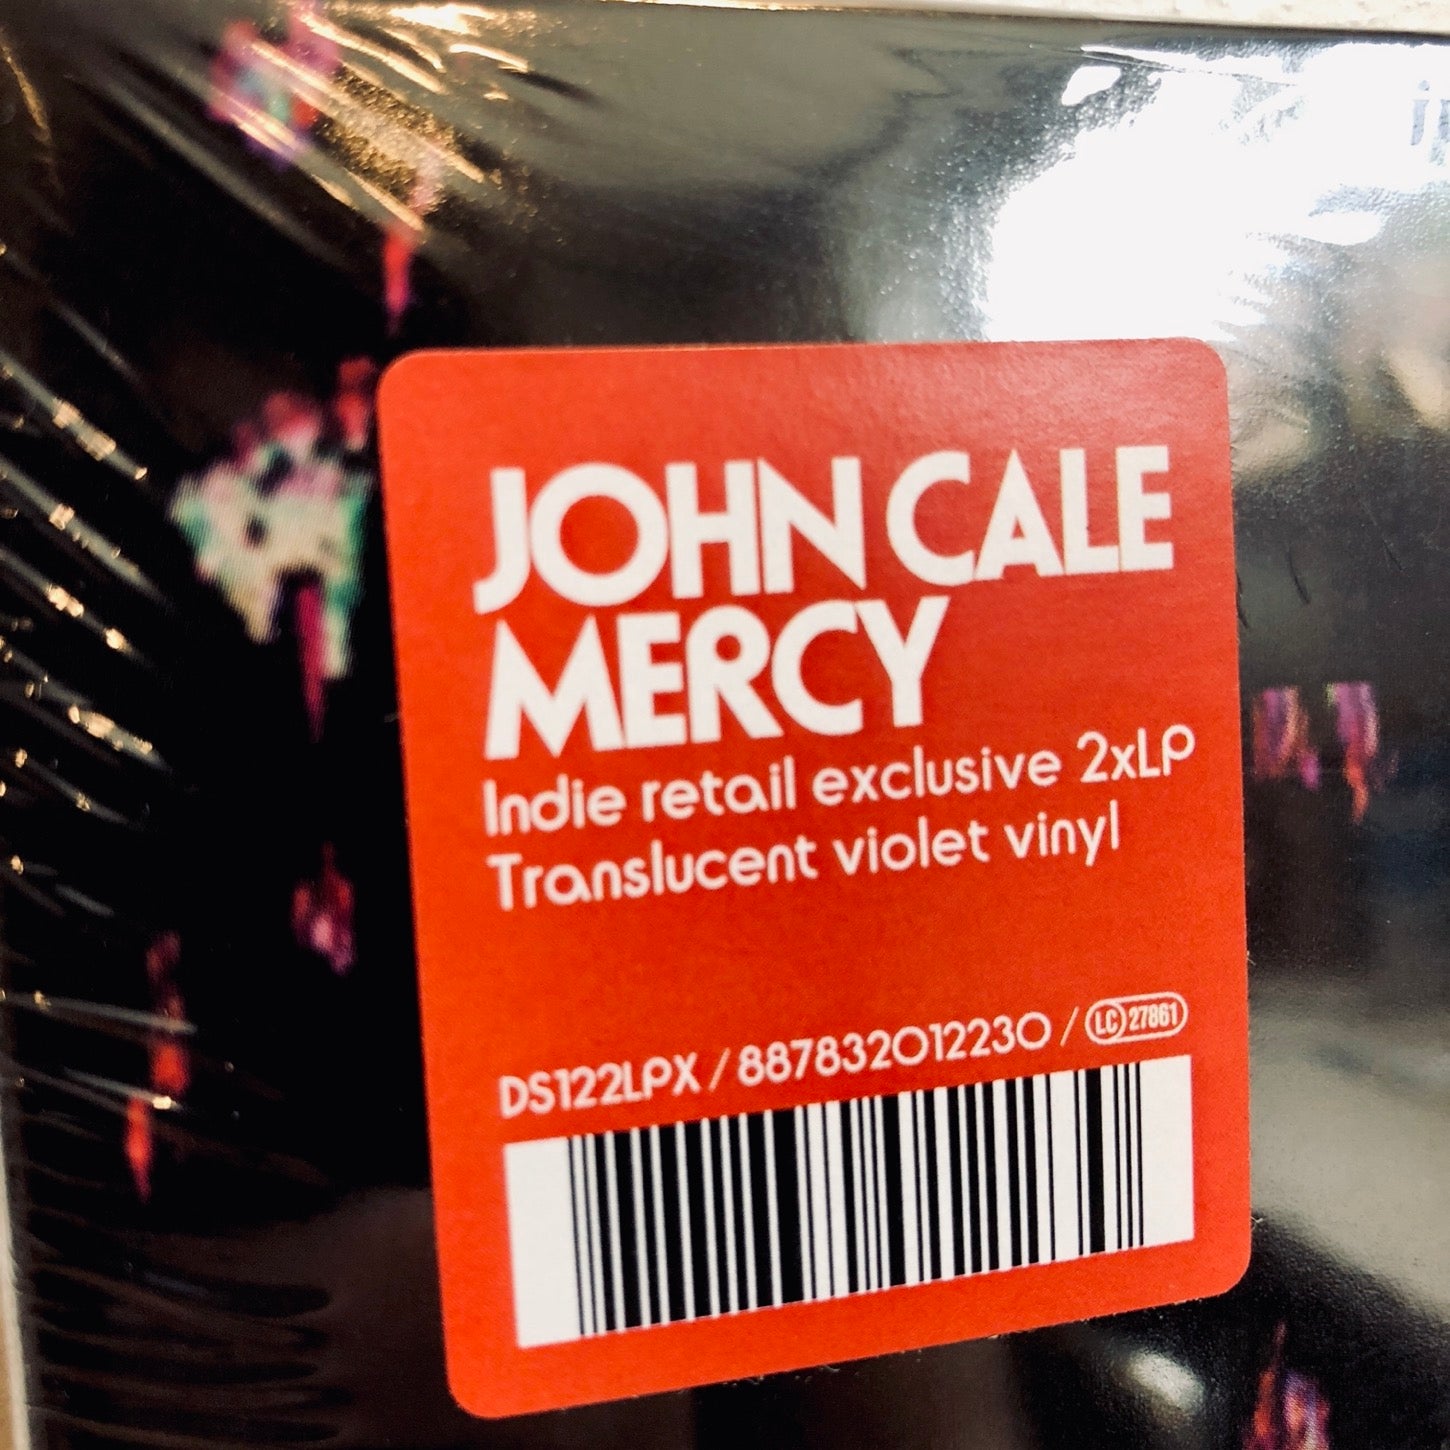 JOHN CALE
MERCY
Indie retail exclusive 2xLP
Translucent violet vinyl
DS122LPX / 887832012230 / LC 27861